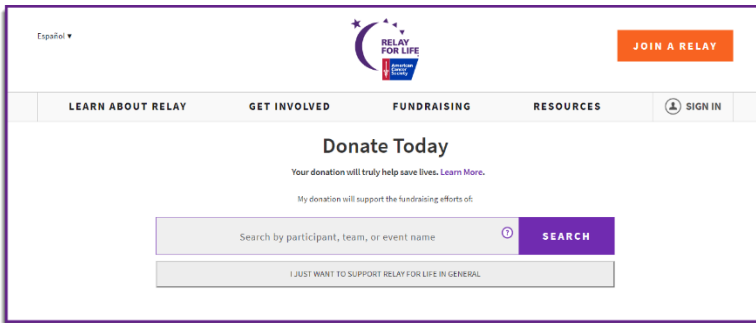 Español ▾
RELAY
FOR LIFE
American
Cancer
Society
JOIN A RELAY
LEARN ABOUT RELAY GET INVOLVED FUNDRAISING RESOURCES SIGN IN
Donate Today
Your donation will truly help save lives. Learn More.
My donation will support the fundraising efforts of:
Search by participant, team, or event name ? SEARCH
I JUST WANT TO SUPPORT RELAY FOR LIFE IN GENERAL